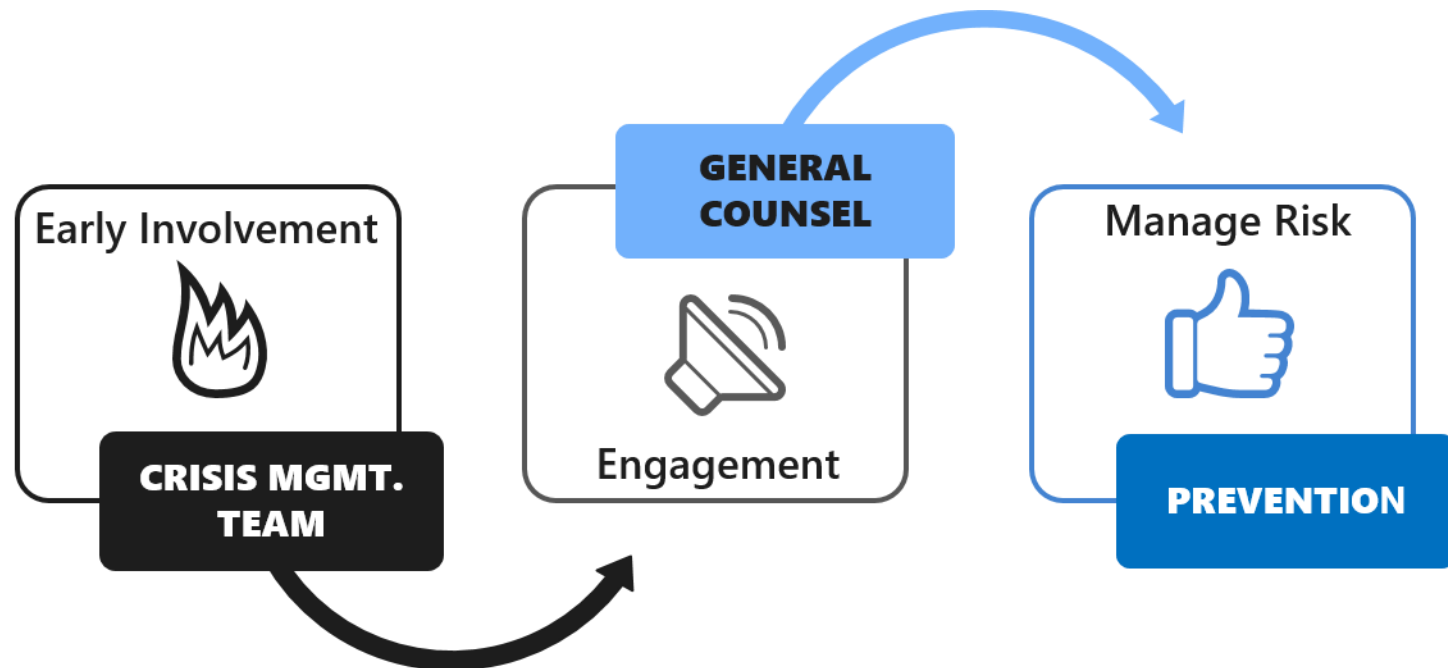 Early Involvement
CRISIS MGMT.
TEAM
GENERAL
COUNSEL
Engagement
Manage Risk
PREVENTION